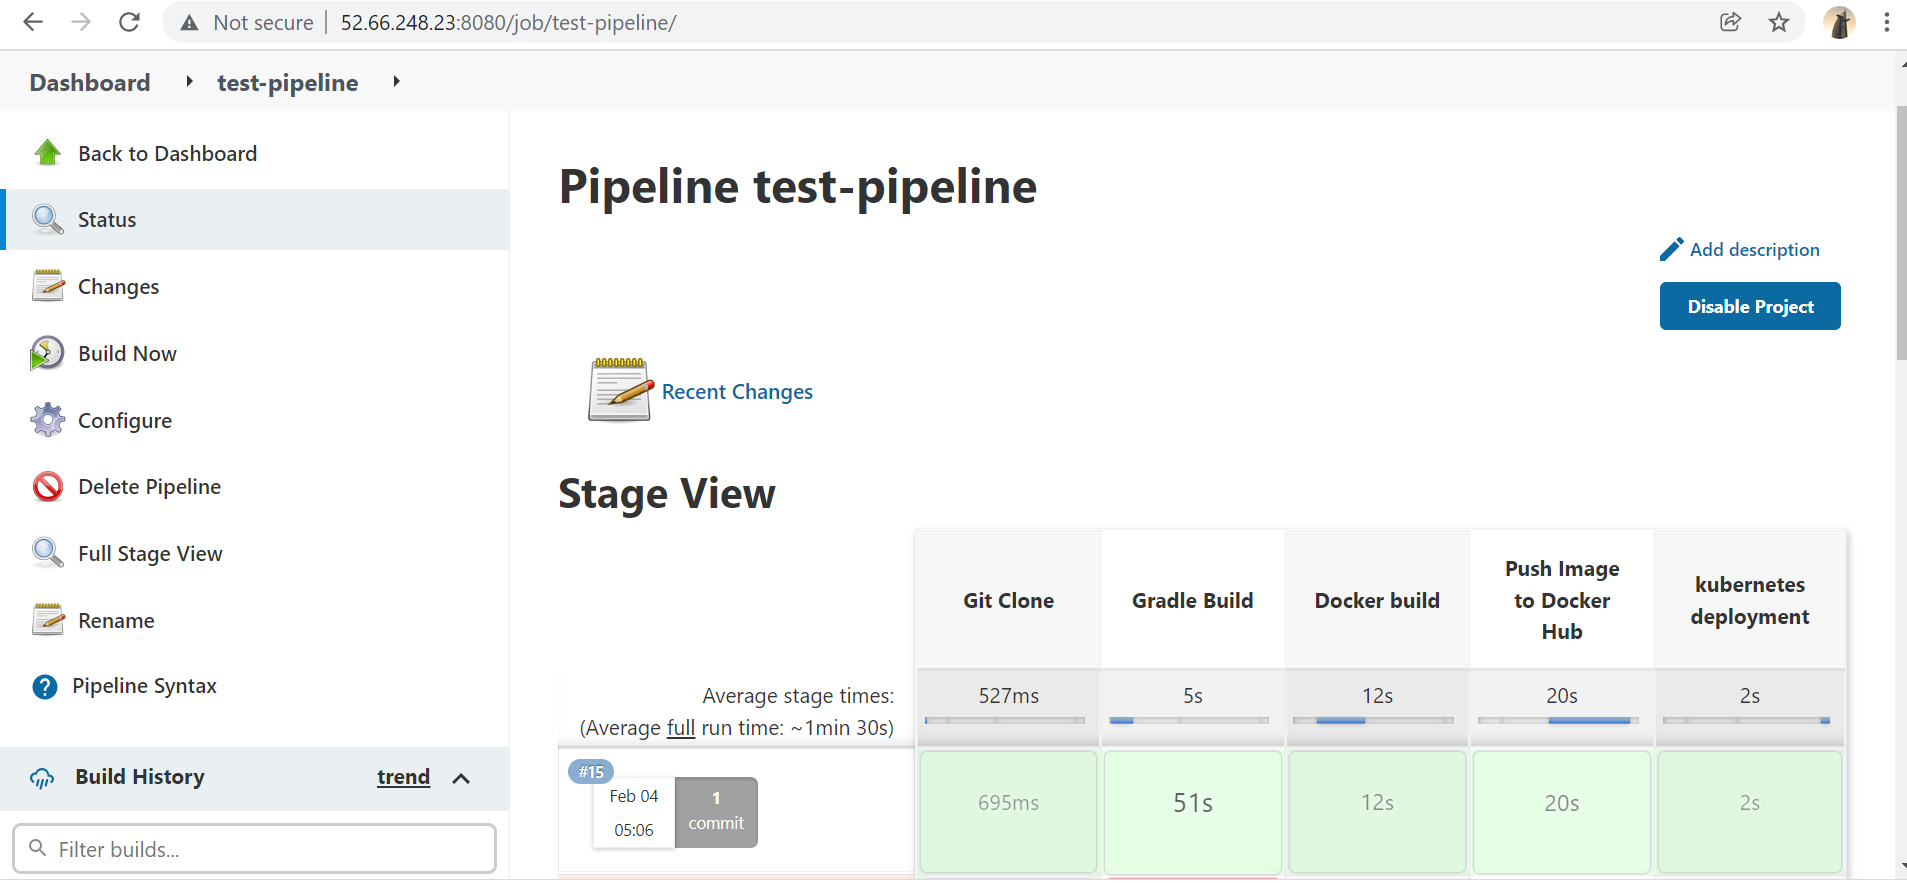 Not secure
52.66.248.23:8080/job/test-pipeline/
Dashboard
test-pipeline
Back to Dashboard
Status
Changes
Build Now
Configure
Delete Pipeline
Full Stage View
Rename
? Pipeline Syntax
Build History
trend
Filter builds...
Pipeline test-pipeline
Add description
Disable Project
Recent Changes
Stage View
Git Clone
Gradle Build
Docker build
Push Image
to Docker
Hub
kubernetes
deployment
Average stage times:
(Average full run time: ~1min 30s)
527ms
5s
12s
20s
2s
#15
Feb 04
05:06
1
commit
695ms
51s
12s
20s
2s